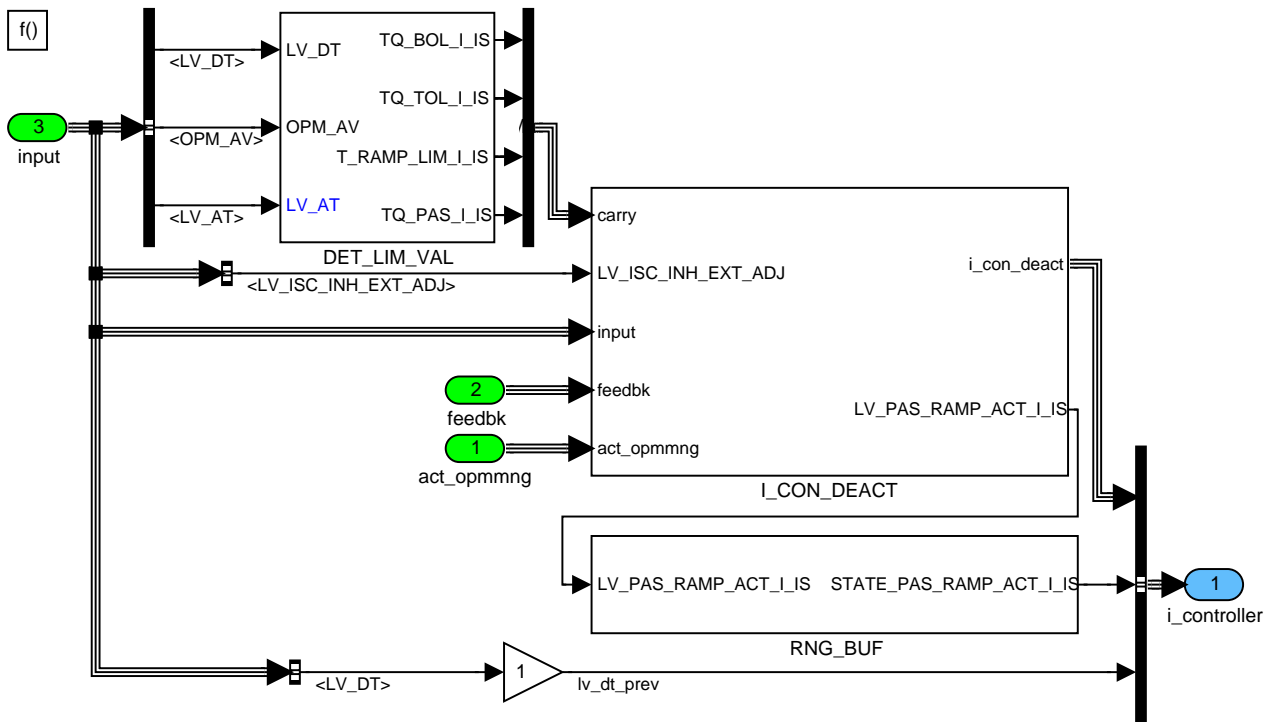 f()
3
input
<LV_DT>
<OPM_AV>
<LV_AT>
LV_DT
OPM_AV
LV_AT
TQ_BOL_I_IS
TQ_TOL_I_IS
T_RAMP_LIM_I_IS
TQ_PAS_I_IS
DET_LIM_VAL
<LV_ISC_INH_EXT_ADJ>
2
feedbk
1
act_opmmng
carry
LV_ISC_INH_EXT_ADJ
input
feedbk
act_opmmng
i_con_deact
LV_PAS_RAMP_ACT_I_IS
I_CON_DEACT
LV_PAS_RAMP_ACT_I_IS
STATE_PAS_RAMP_ACT_I_IS
RNG_BUF
<LV_DT>
1
lv_dt_prev
1
i_controller